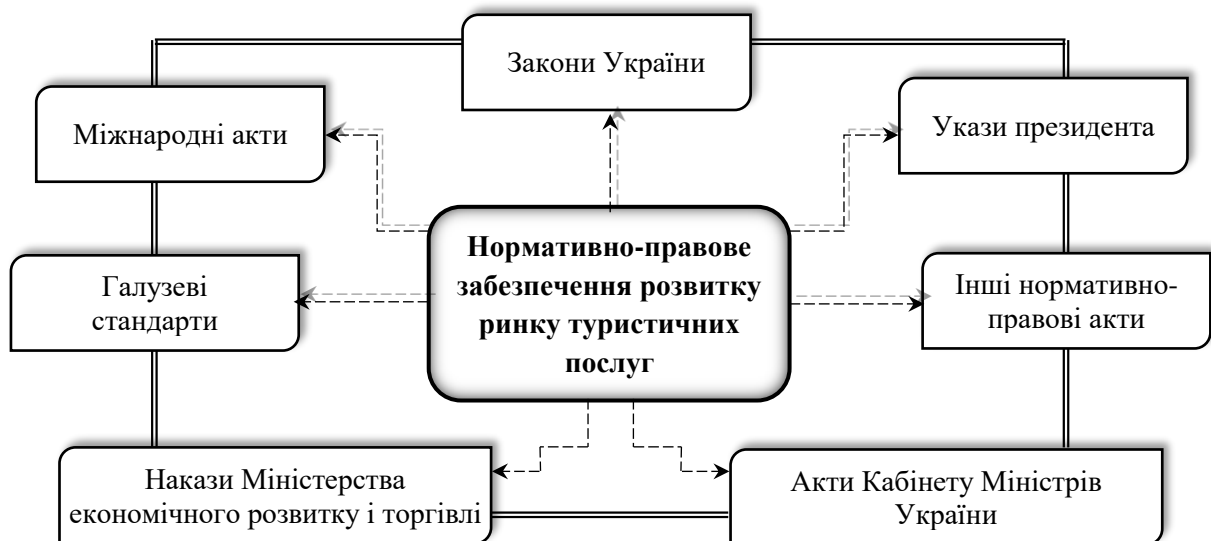 Закони України
Міжнародні акти
Укази президента
Нормативно-правове
забезпечення розвитку
ринку туристичних
послуг
Галузеві
стандарти
Інші нормативно-
правові акти
Накази Міністерства
економічного розвитку і торгівлі
Акти Кабінету Міністрів
України